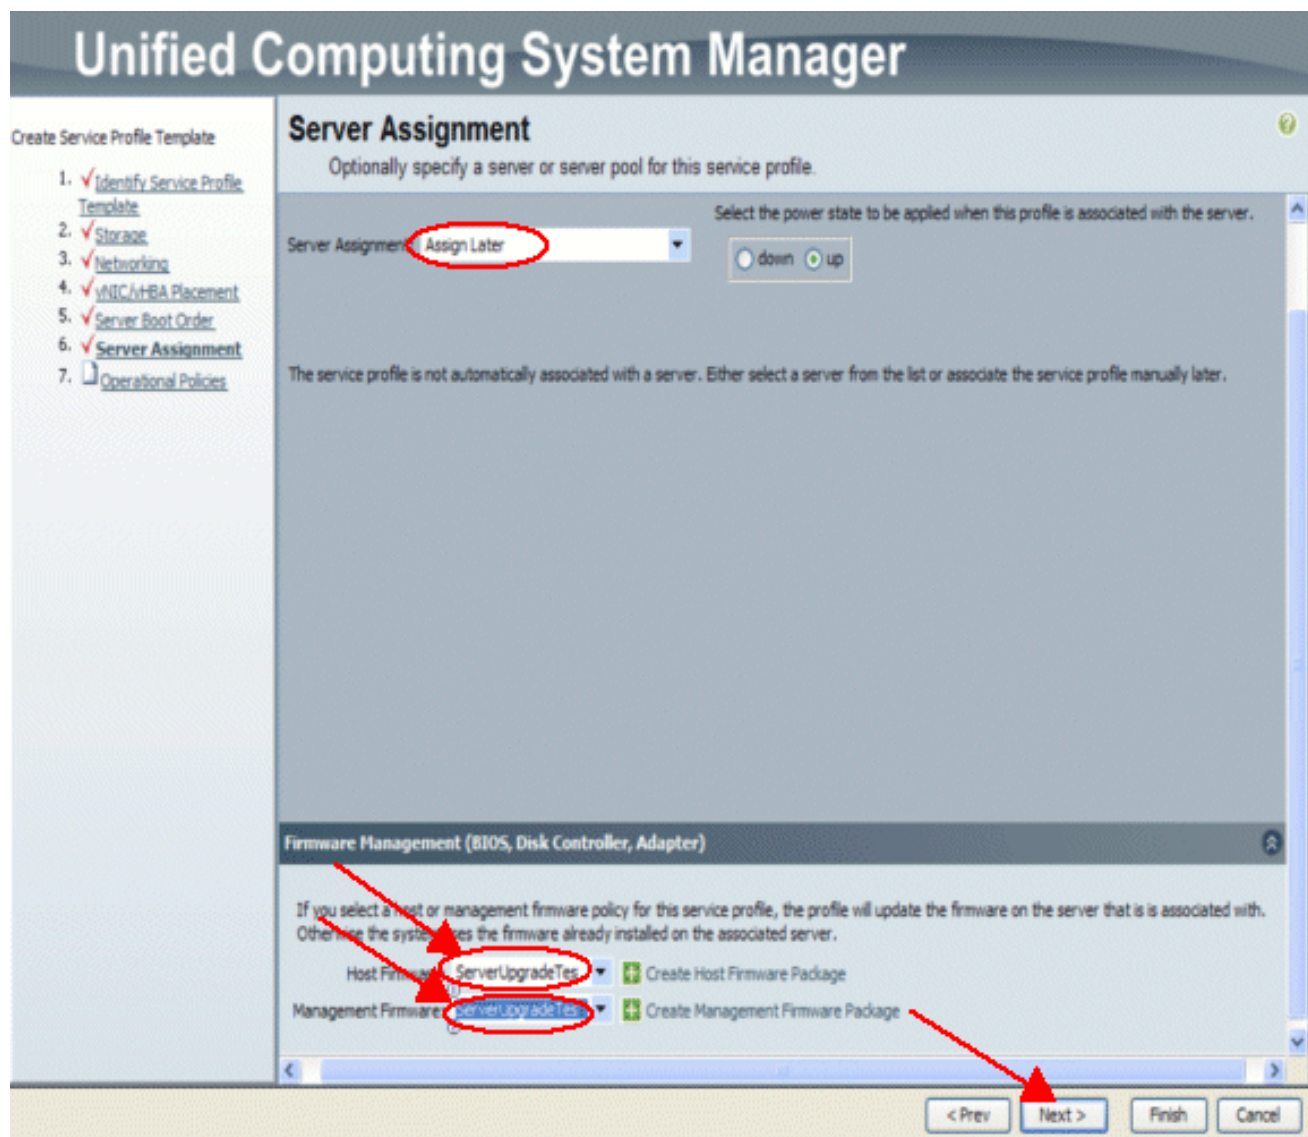 Unified Computing System Manager
Create Service Profile Template
1. Identify Service Profile
Template
2. Storage
3. Networking
4. vNIC/vHBA Placement
5. Server Boot Order
6. Server Assignment
7. Operational Policies
Server Assignment
Optionally specify a server or server pool for this service profile.
Select the power state to be applied when this profile is associated with the server.
Server Assignment Assign Later
down up
The service profile is not automatically associated with a server. Either select a server from the list or associate the service profile manually later.
Firmware Management (BIOS, Disk Controller, Adapter)
If you select a host or management firmware policy for this service profile, the profile will update the firmware on the server that is is associated with.
Otherwise the system uses the firmware already installed on the associated server.
Host Firmware ServerUpgradeTes Create Host Firmware Package
Management Firmware ServerUpgradeTes Create Management Firmware Package
< Prev Next > Finish Cancel